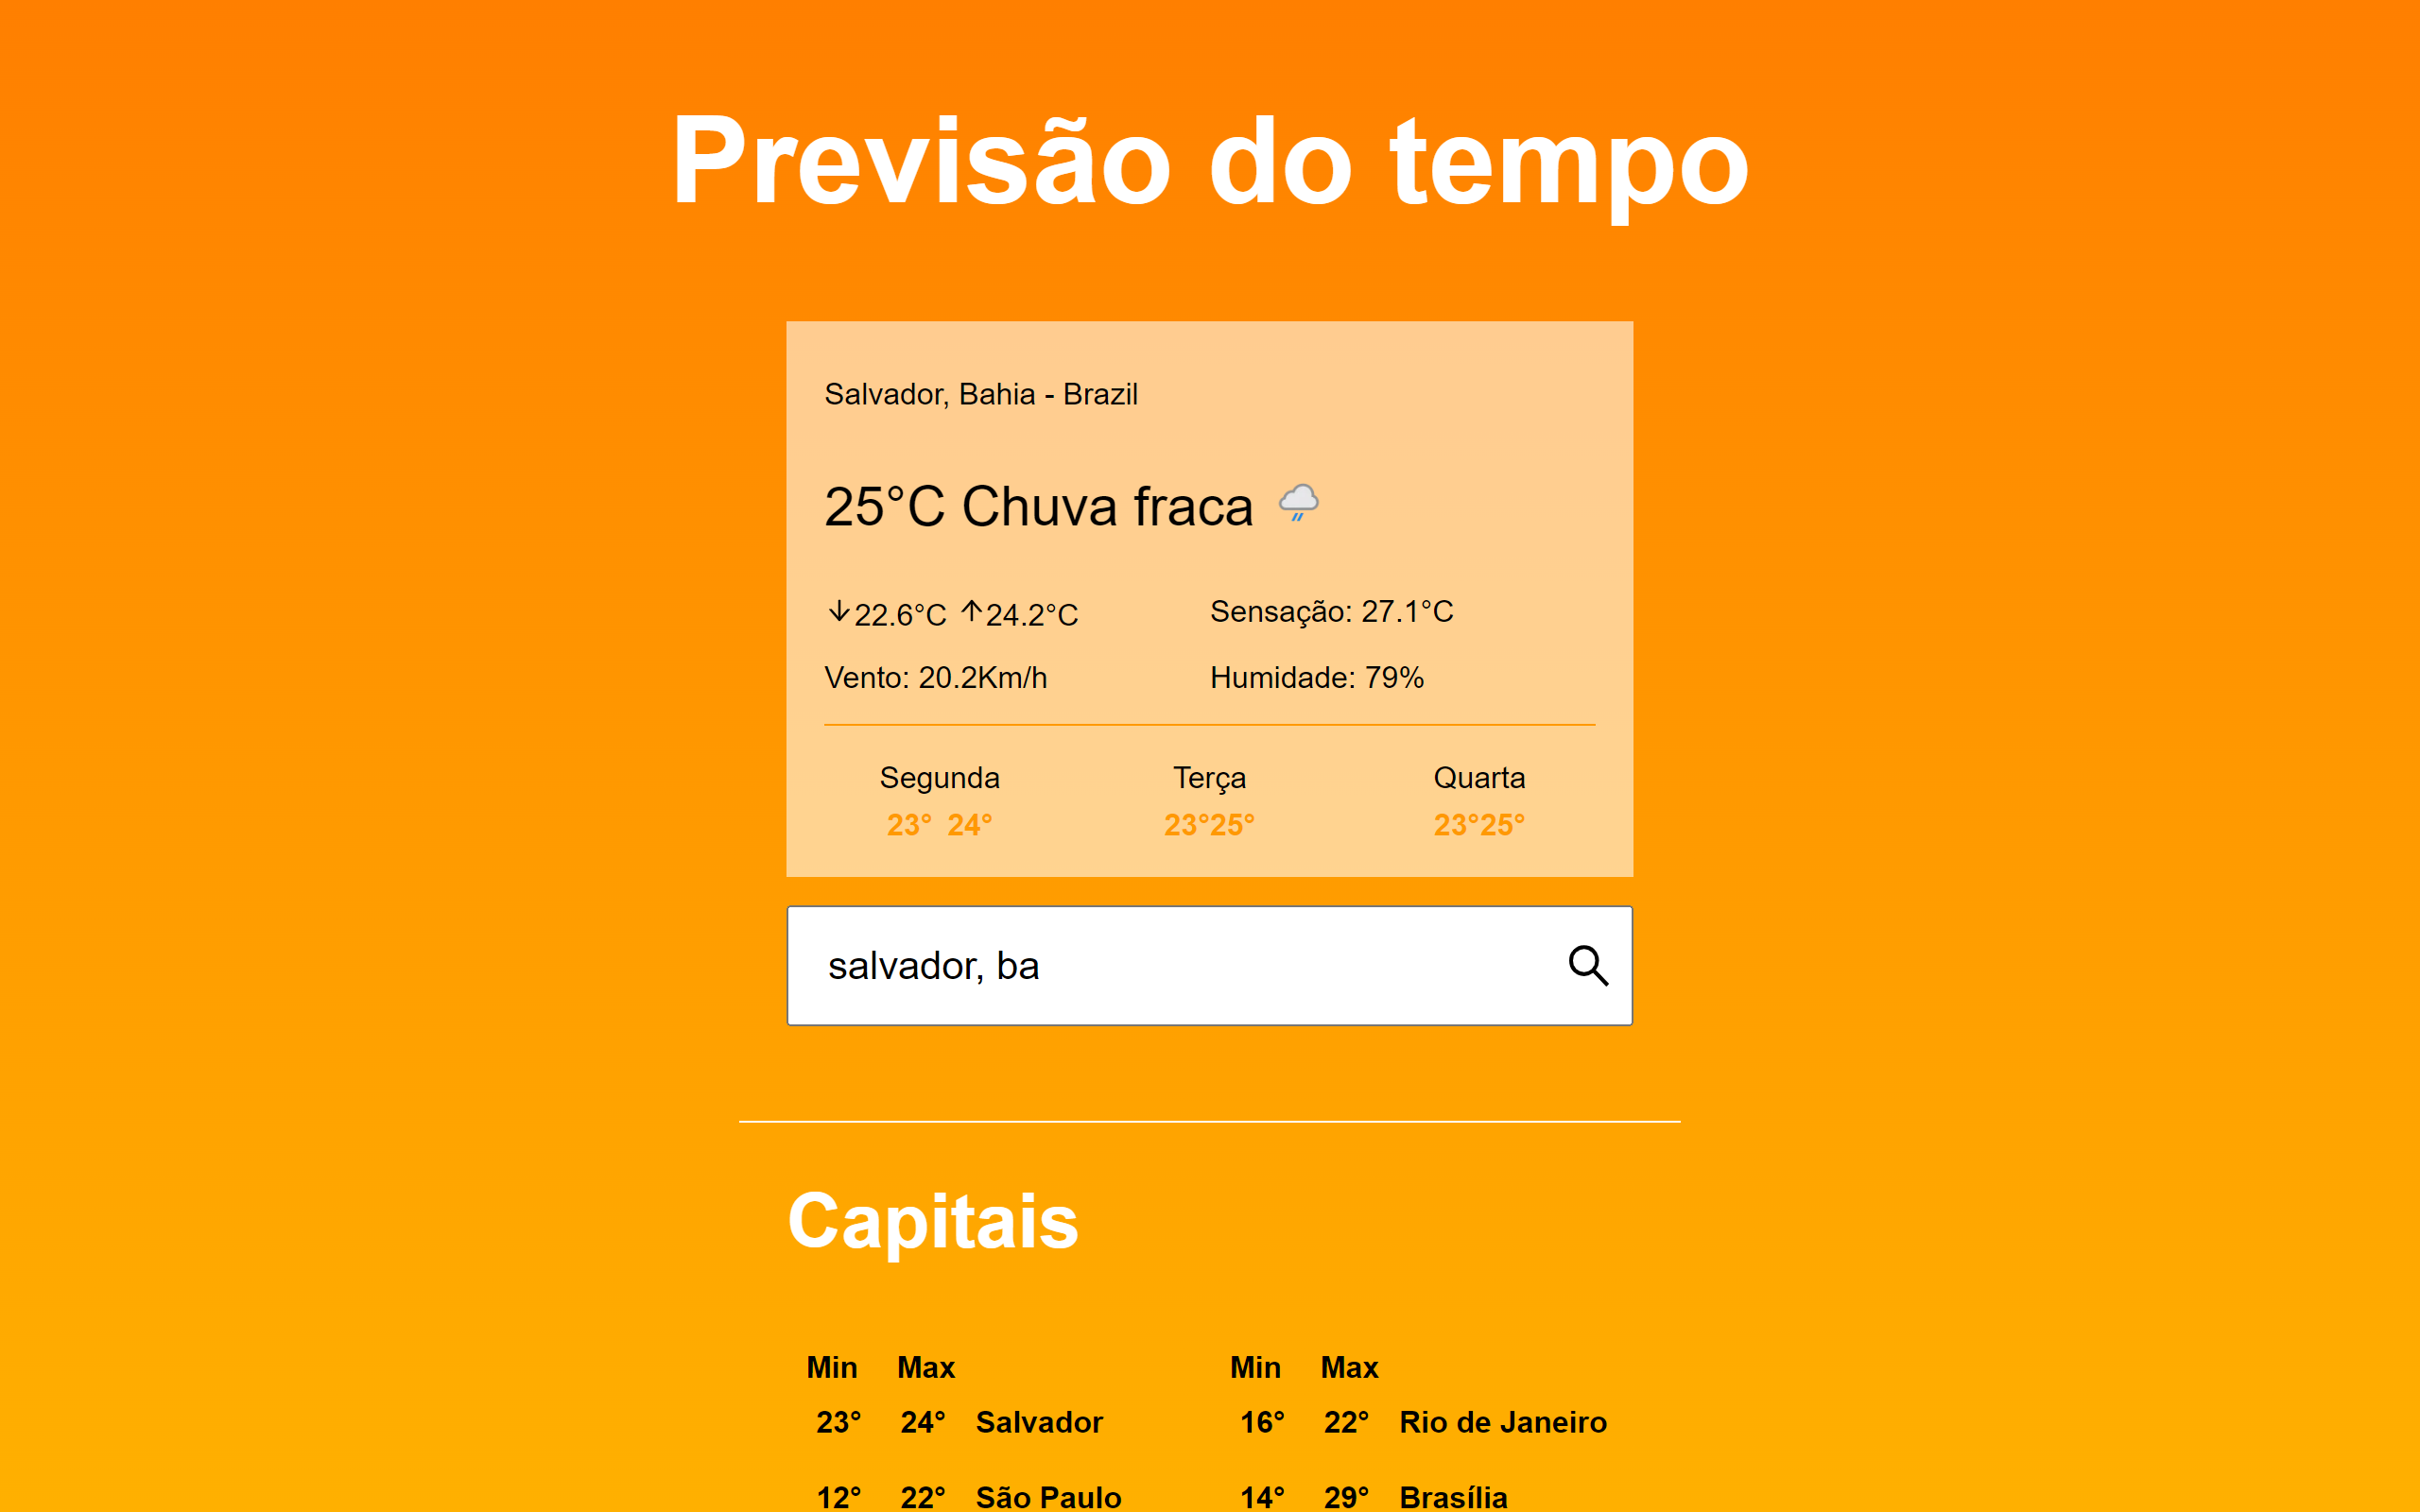 Previsão do tempo
Salvador, Bahia - Brazil
25°C Chuva fraca
↓22.6°C ↑24.2°C Sensação: 27.1°C
Vento: 20.2Km/h Humidade: 79%
Segunda Terça Quarta
23° 24° 23°25° 23°25°
salvador, ba
Capitais
Min Max Min Max
23° 24° Salvador 16° 22° Rio de Janeiro
12° 22° São Paulo 14° 29° Brasília